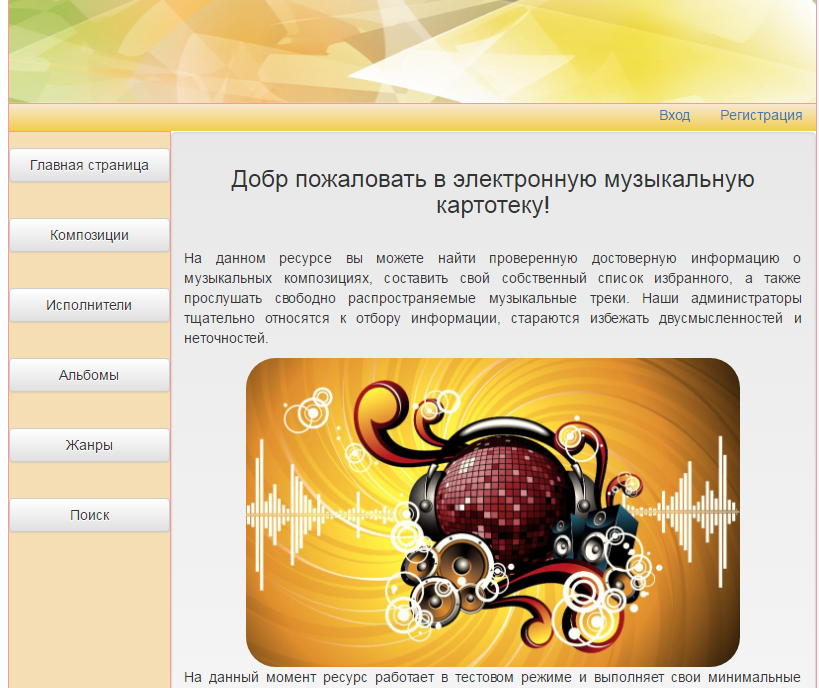 Вход Регистрация
Главная страница
Композиции
Исполнители
Альбомы
Жанры
Поиск
Добр пожаловать в электронную музыкальную
картотеку!
На данном ресурсе вы можете найти проверенную достоверную информацию о
музыкальных композициях, составить свой собственный список избранного, а также
прослушать свободно распространяемые музыкальные треки. Наши администраторы
тщательно относятся к отбору информации, стараются избежать двусмысленностей и
неточностей.
На данный момент ресурс работает в тестовом режиме и выполняет свои минимальные